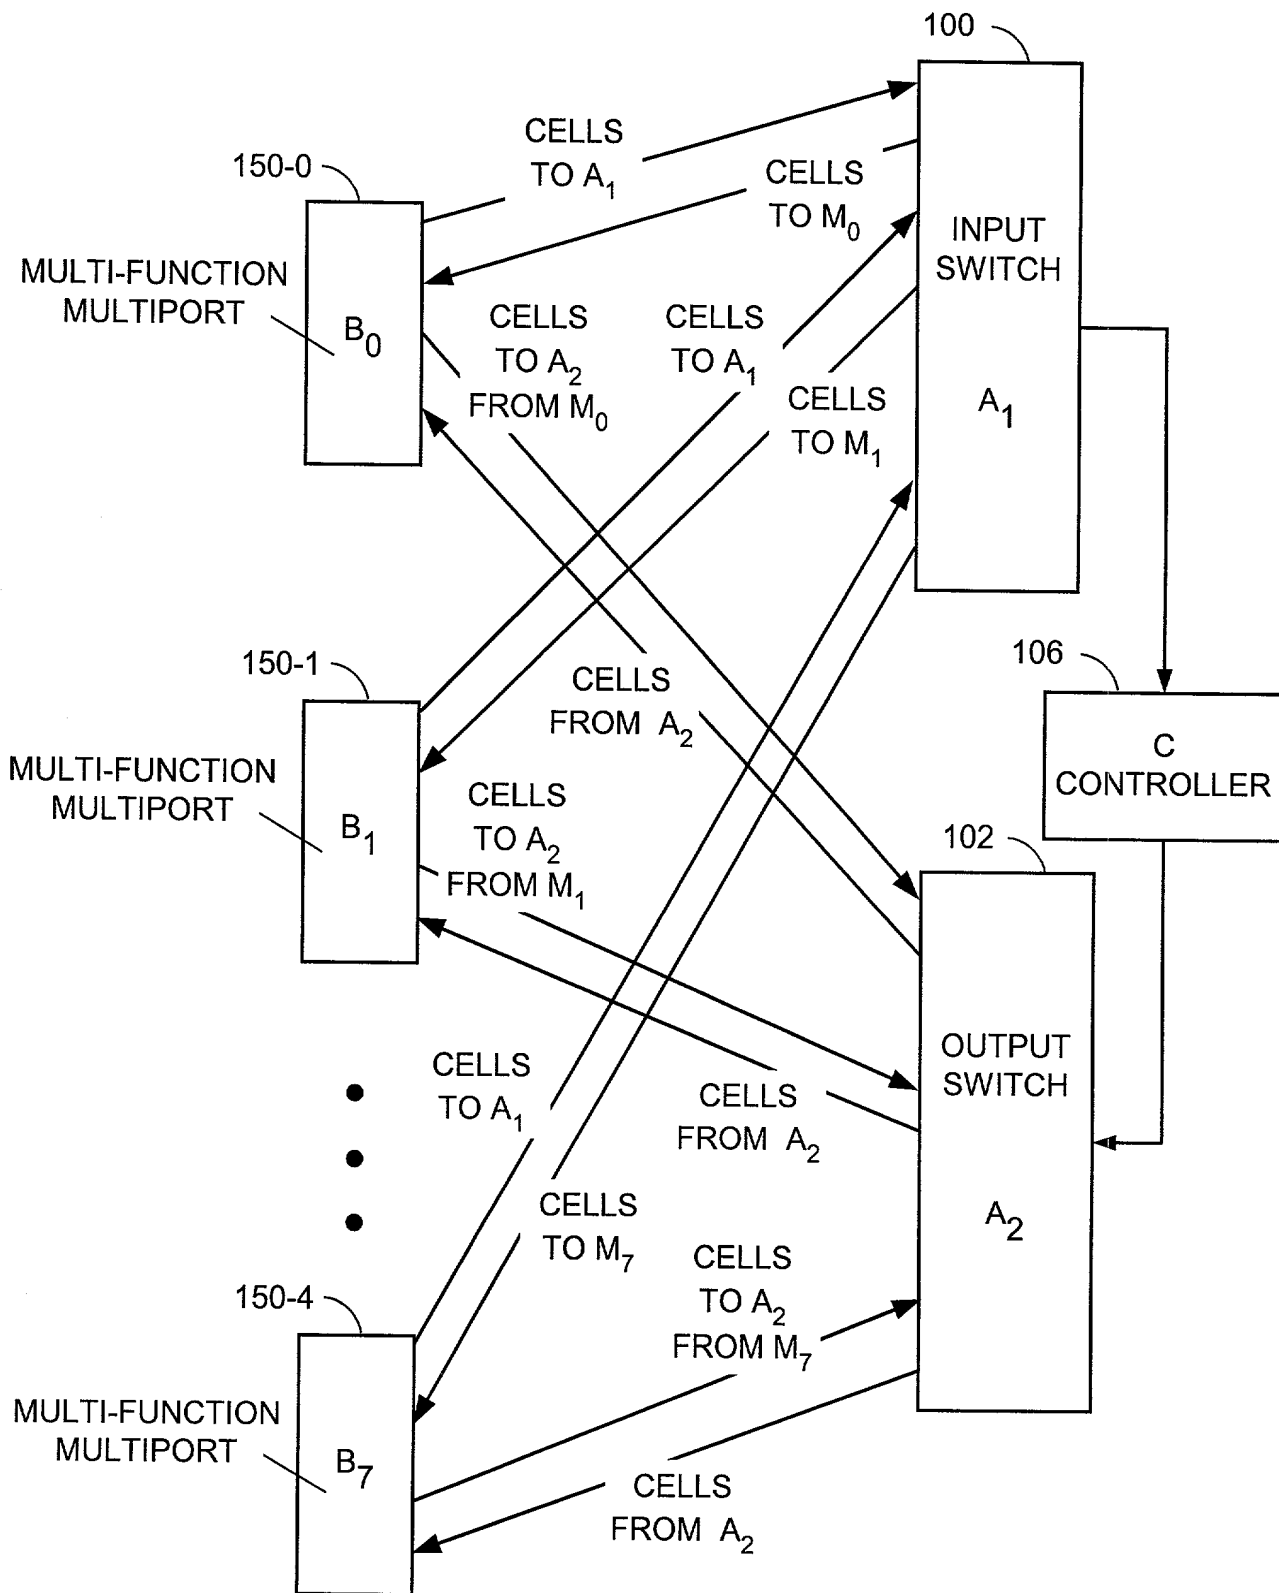 100
CELLS
TO A₁
150-0
CELLS
TO M₀
INPUT
SWITCH
A₁
MULTI-FUNCTION
MULTIPORT
B₀
CELLS
TO A₂
FROM M₀
CELLS
TO A₁
CELLS
TO M₁
150-1
CELLS
FROM A₂
106
C
CONTROLLER
MULTI-FUNCTION
MULTIPORT
B₁
CELLS
TO A₂
FROM M₁
102
OUTPUT
SWITCH
A₂
CELLS
TO A₁
CELLS
FROM A₂
CELLS
TO M₇
150-4
CELLS
TO A₂
FROM M₇
MULTI-FUNCTION
MULTIPORT
B₇
CELLS
FROM A₂